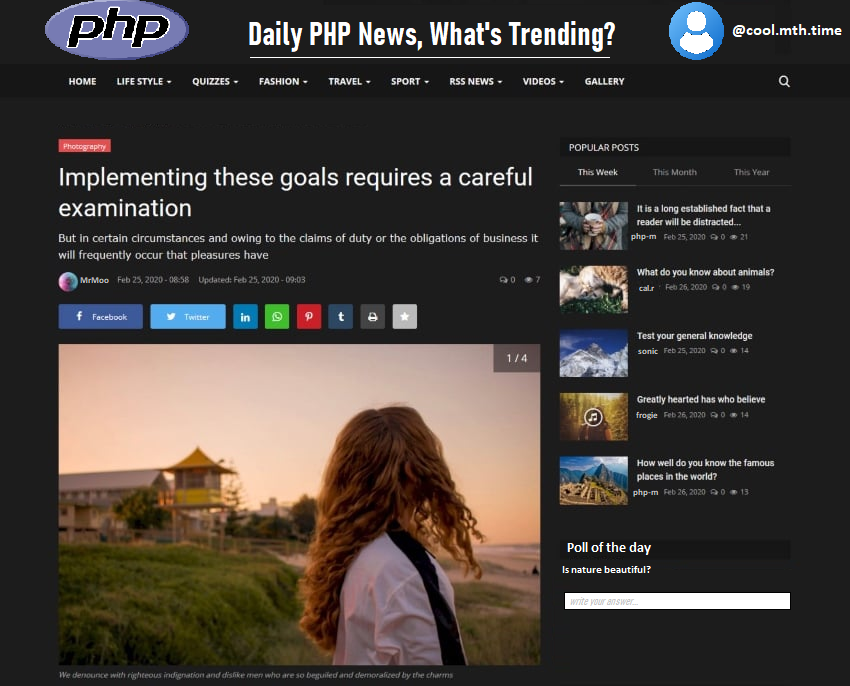 php
Daily PHP News, What's Trending?
@cool.mth.time
HOME LIFE STYLE QUIZZES FASHION TRAVEL SPORT RSS NEWS VIDEOS GALLERY
Photography
Implementing these goals requires a careful
examination
But in certain circumstances and owing to the claims of duty or the obligations of business it
will frequently occur that pleasures have
MrMoo Feb 25, 2020 - 08:58 Updated: Feb 25, 2020 - 09:03 0 7
Facebook Twitter in p t
1 / 4
We denounce with righteous indignation and dislike men who are so beguiled and demoralized by the charms
POPULAR POSTS
This Week This Month This Year
It is a long established fact that a
reader will be distracted...
php-m Feb 25, 2020 0 21
What do you know about animals?
cal.r Feb 26, 2020 0 19
Test your general knowledge
sonic Feb 25, 2020 0 14
Greatly hearted has who believe
frogie Feb 26, 2020 0 14
How well do you know the famous
places in the world?
php-m Feb 26, 2020 0 13
Poll of the day
Is nature beautiful?
write your answer...